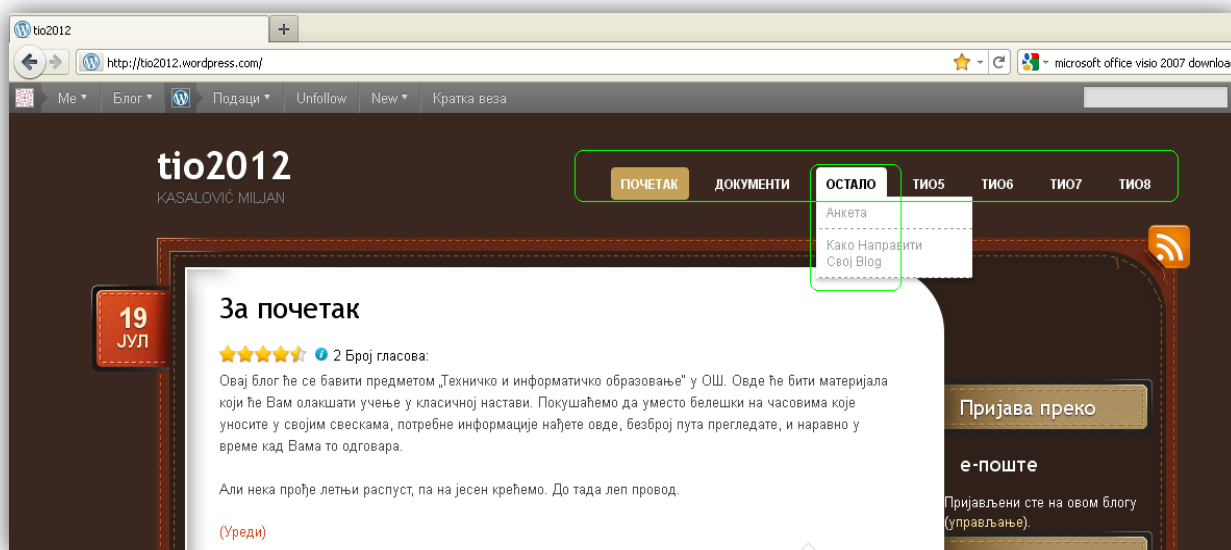 tio2012
http://tio2012.wordpress.com/
microsoft office visio 2007 downloa
Me
Блог
Подаци
Unfollow
New
Кратка веза
tio2012
KASALOVIĆ MILJAN
ПОЧЕТАК
ДОКУМЕНТИ
ОСТАЛО
ТИО5
ТИО6
ТИО7
ТИО8
Анкета
Како Направити
Свој Blog
19
ЈУЛ
За почетак
2 Број гласова:
Овај блог ће се бавити предметом „Техничко и информатичко образовање“ у ОШ. Овде ће бити материјала
који ће Вам олакшати учење у класичној настави. Покушаћемо да уместо белешки на часовима које
уносите у својим свескама, потребне информације нађете овде, безброј пута прегледате, и наравно у
време кад Вама то одговара.
Али нека прође летњи распуст, па на јесен крећемо. До тада леп провод.
(Уреди)
Пријава преко
е-поште
Пријављени сте на овом блогу
(управљање).